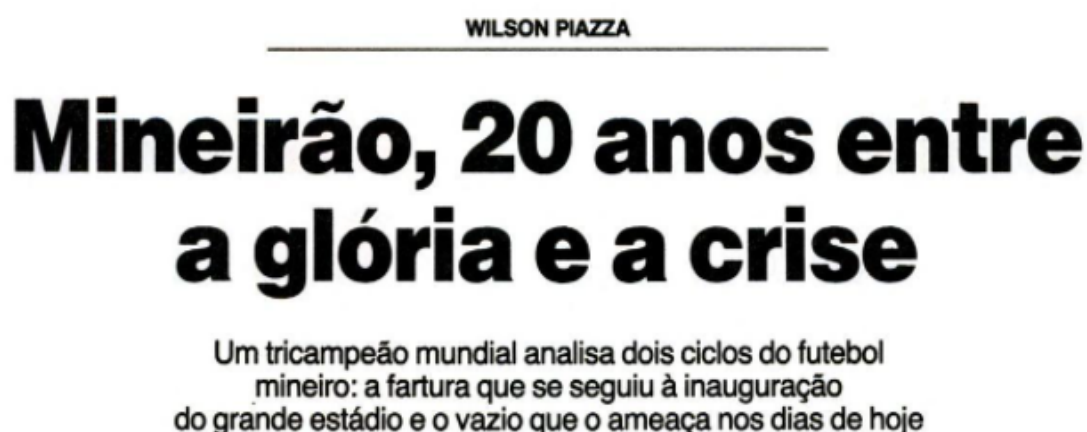 WILSON PIAZZA
Mineirão, 20 anos entre
a glória e a crise
Um tricampeão mundial analisa dois ciclos do futebol
mineiro: a fartura que se seguiu à inauguração
do grande estádio e o vazio que o ameaça nos dias de hoje